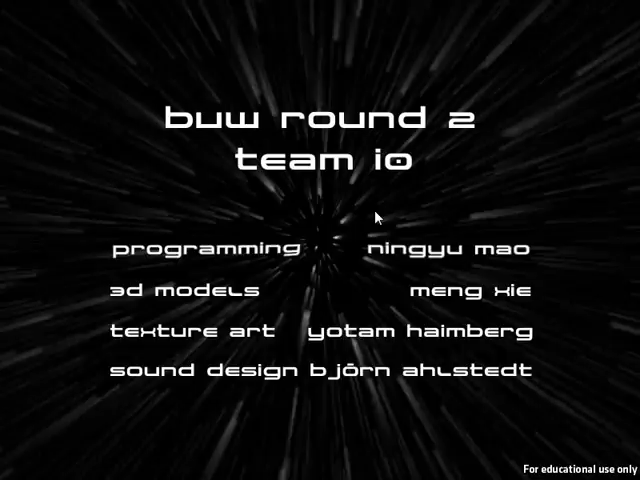 buw round 2
team io
programming ningyu mao
3d models meng xie
texture art yotam haimberg
sound design björn ahlstedt
For educational use only